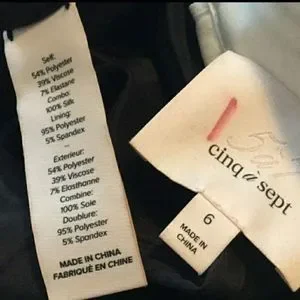 Self:
54% Polyester
39% Viscose
7% Elastane
Combo:
100% Silk
Lining:
95% Polyester
5% Spandex
--
Exterieur:
54% Polyester
39% Viscose
7% Elasthanne
Combine:
100% Soie
Doublure:
95% Polyester
5% Spandex
MADE IN CHINA
FABRIQUÉ EN CHINE
cinq à sept
6
MADE IN
CHINA